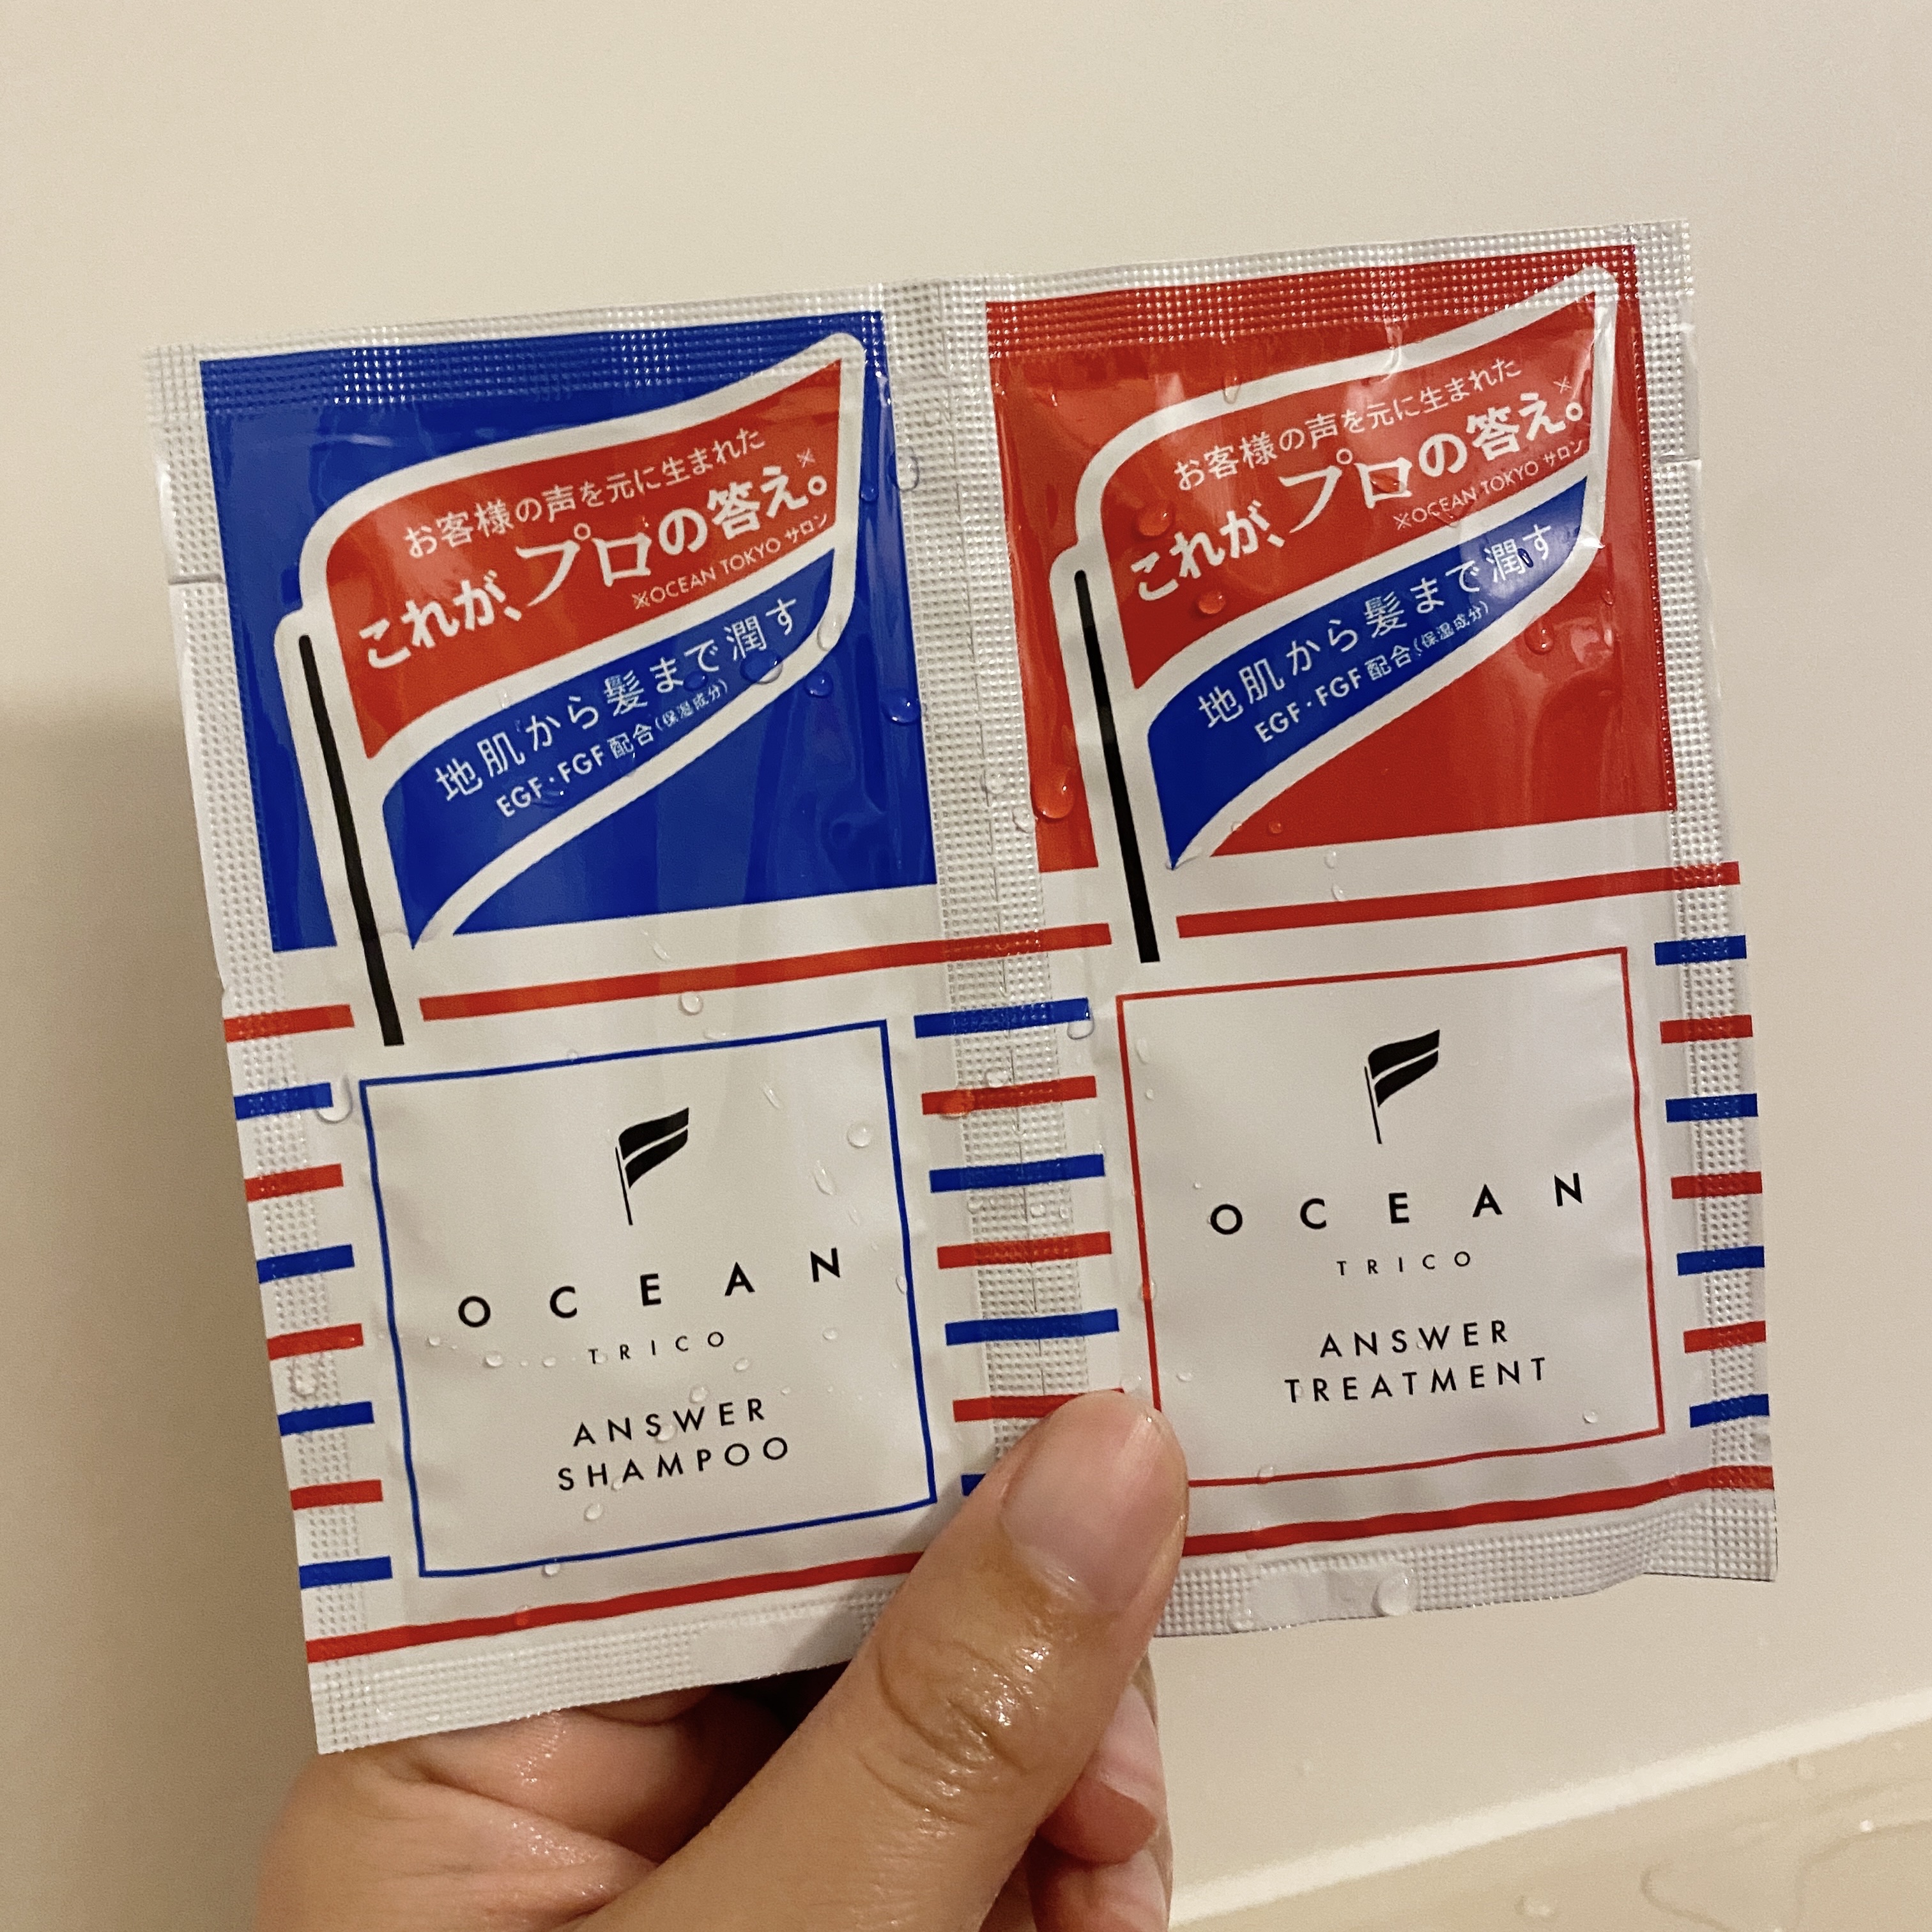 お客様の声を元に生まれた
これが、プロの答え。※
※OCEAN TOKYO サロン
地肌から髪まで潤す
EGF・FGF 配合(保湿成分)
OCEAN
TRICO
ANSWER
SHAMPOO
お客様の声を元に生まれた
これが、プロの答え。※
※OCEAN TOKYO サロン
地肌から髪まで潤す
EGF・FGF 配合(保湿成分)
OCEAN
TRICO
ANSWER
TREATMENT